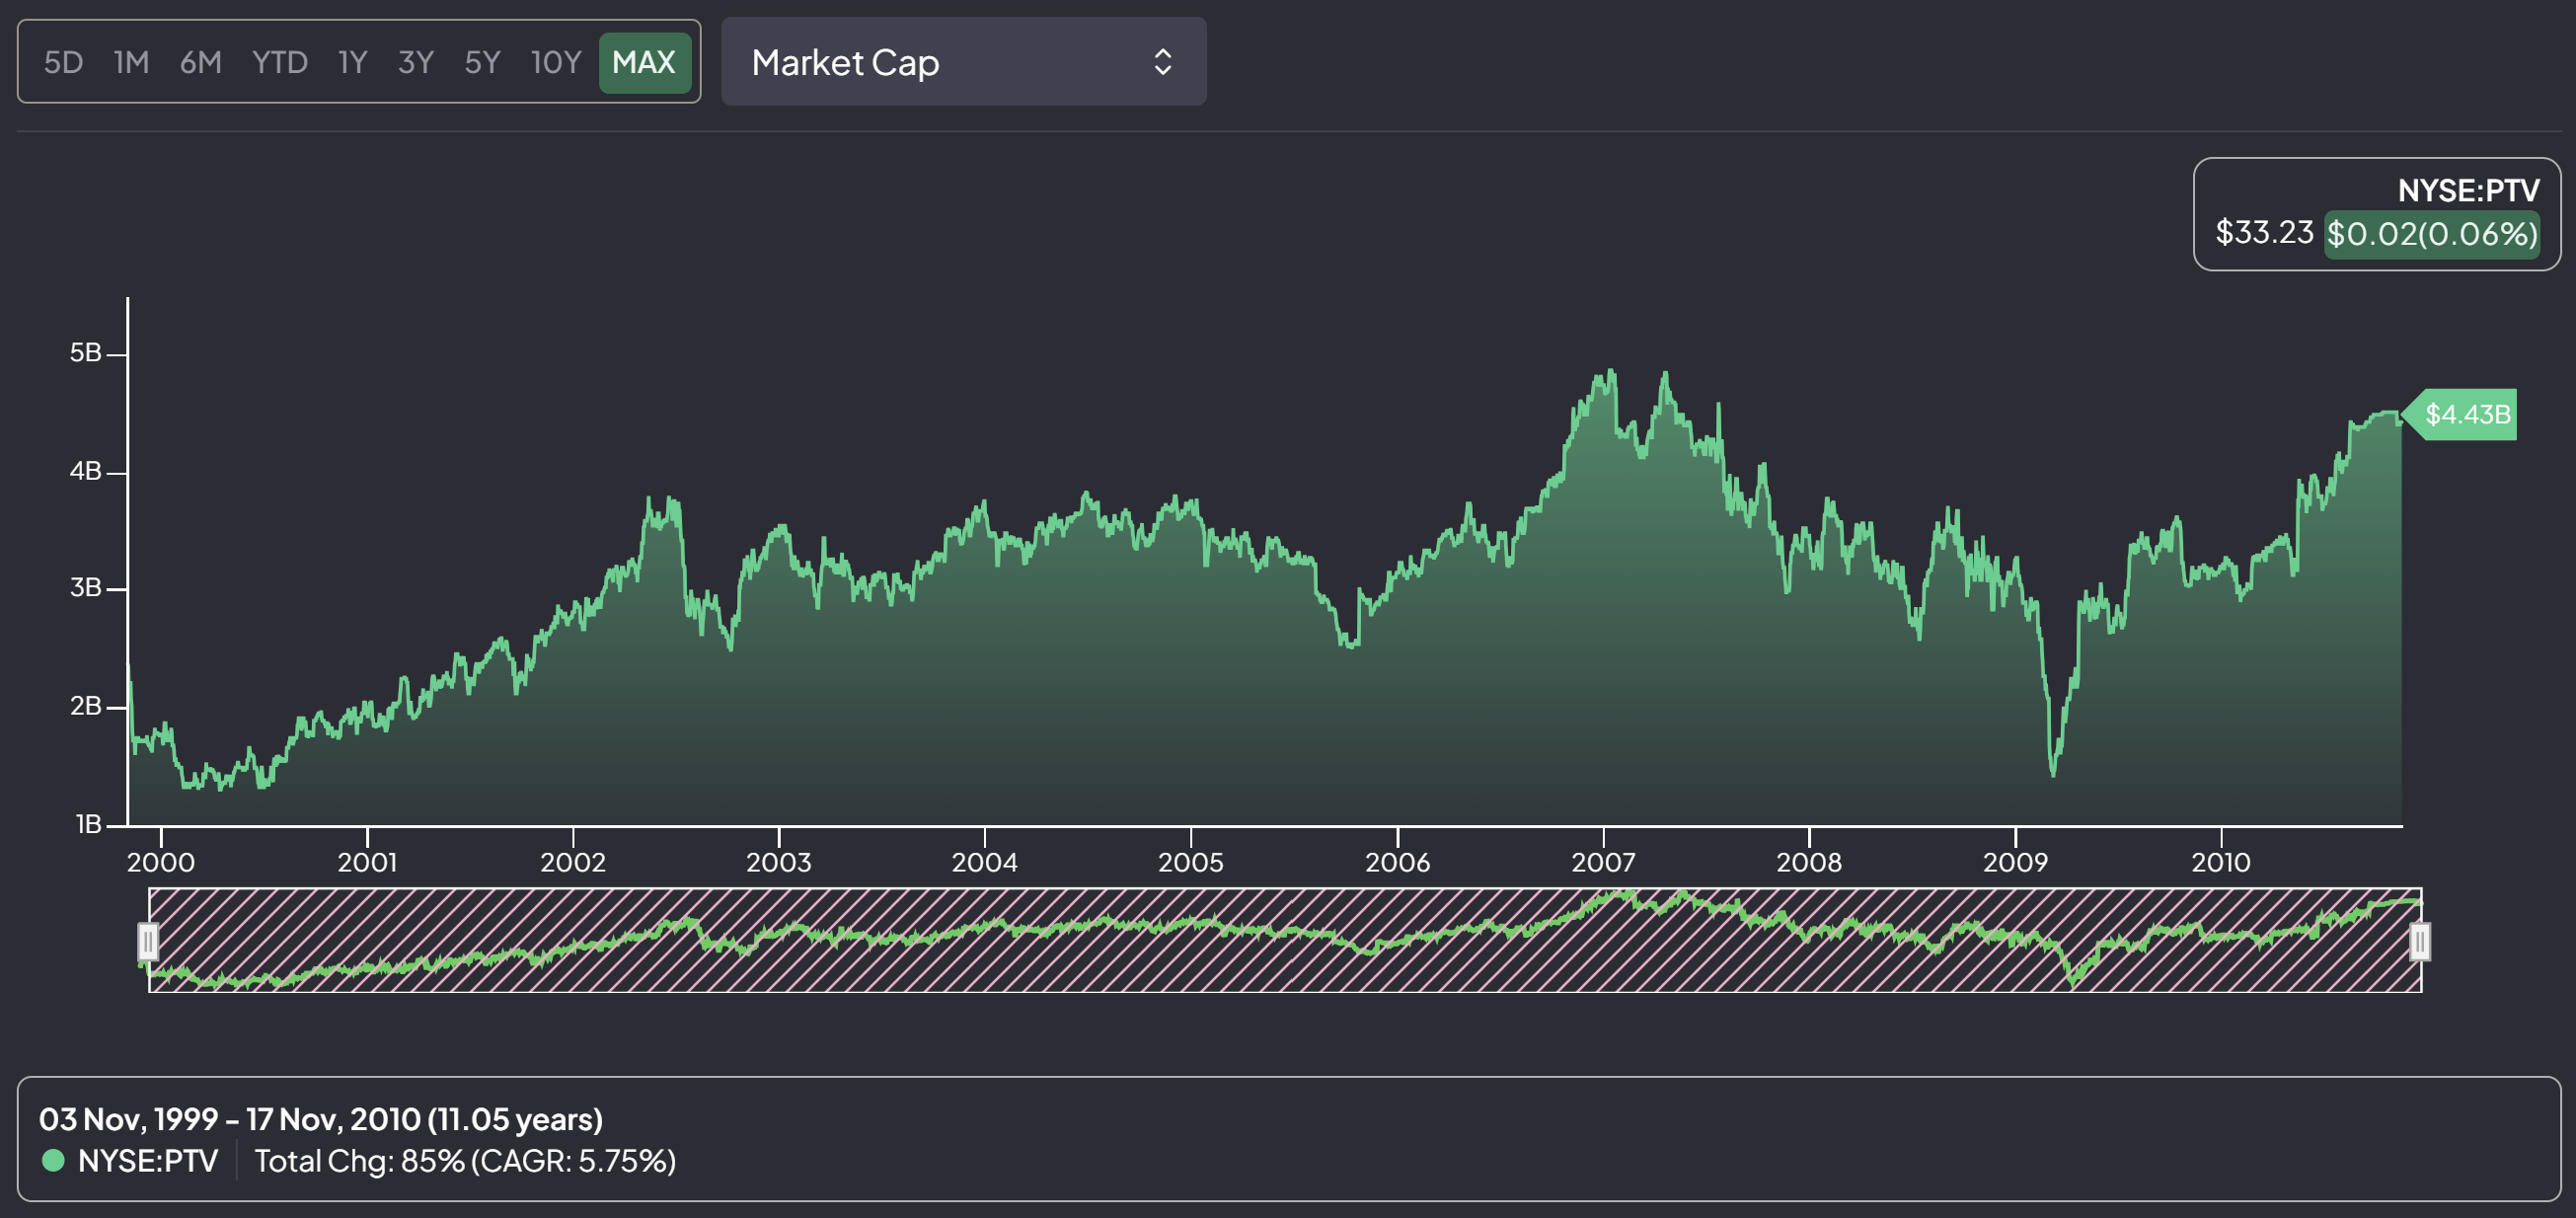 5D 1M 6M YTD 1Y 3Y 5Y 10Y MAX Market Cap
NYSE:PTV
$33.23 $0.02(0.06%)
5B
$4.43B
4B
3B
2B
1B
2000 2001 2002 2003 2004 2005 2006 2007 2008 2009 2010
03 Nov, 1999 - 17 Nov, 2010 (11.05 years)
NYSE:PTV Total Chg: 85% (CAGR: 5.75%)